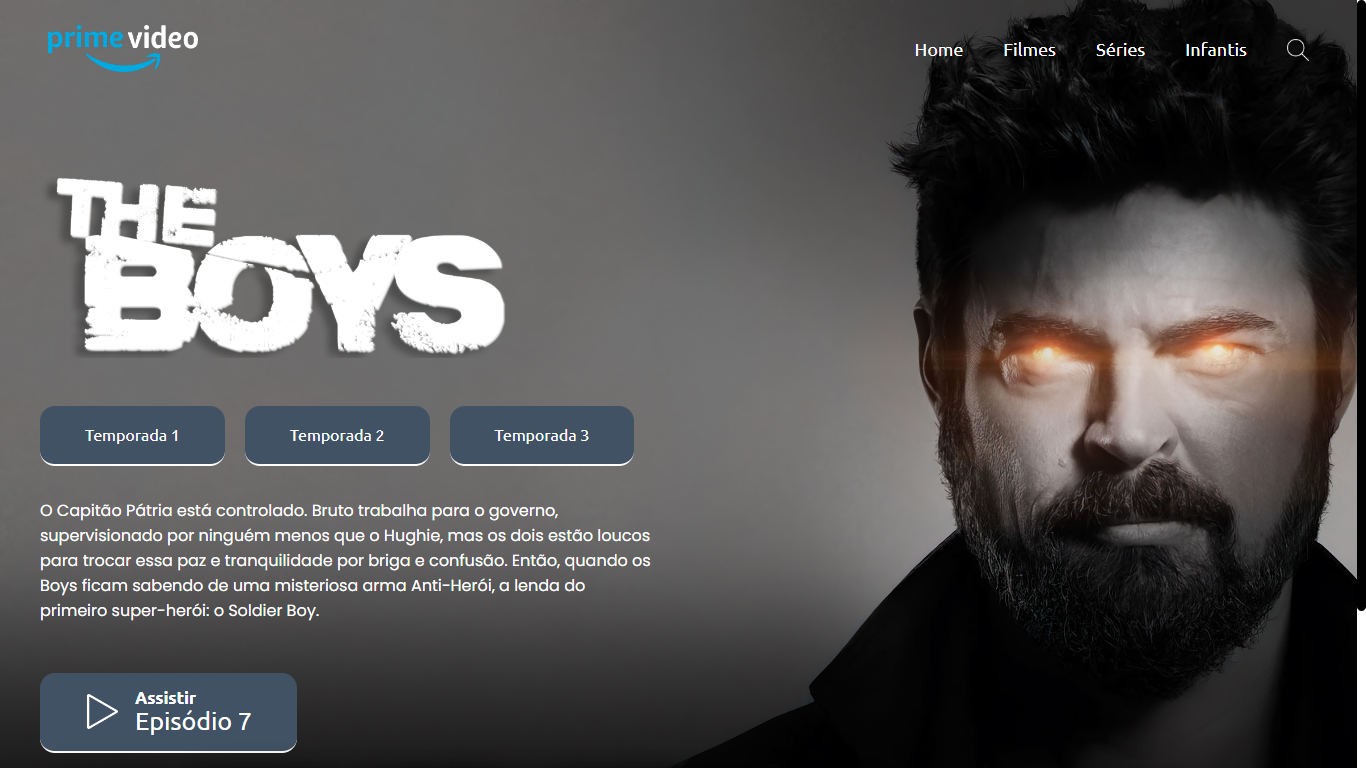 prime video
Home Filmes Séries Infantis
THE
BOYS
Temporada 1 Temporada 2 Temporada 3
O Capitão Pátria está controlado. Bruto trabalha para o governo,
supervisionado por ninguém menos que o Hughie, mas os dois estão loucos
para trocar essa paz e tranquilidade por briga e confusão. Então, quando os
Boys ficam sabendo de uma misteriosa arma Anti-Herói, a lenda do
primeiro super-herói: o Soldier Boy.
Assistir
Episódio 7